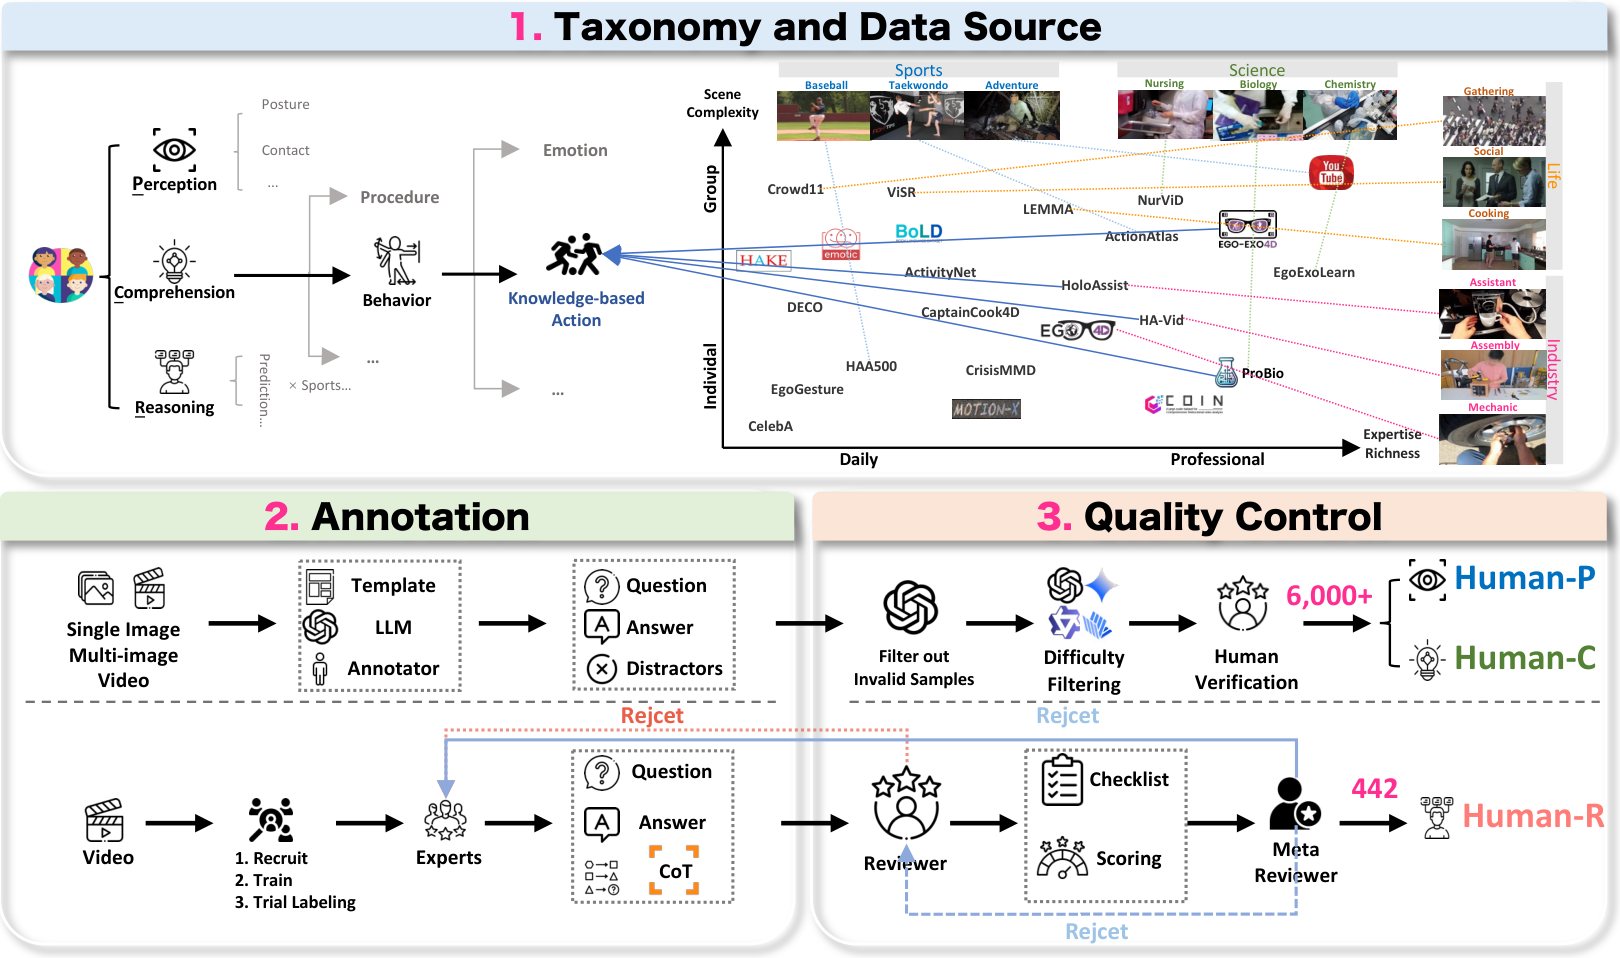 1. Taxonomy and Data Source
Perception
Posture
Contact
...
Comprehension
Reasoning
Prediction...
× Sports...
Procedure
Behavior
...
Emotion
Knowledge-based
Action
...
Scene
Complexity
Group
Individal
Daily
Professional
Expertise
Richness
Sports
Baseball
Taekwondo
Adventure
Science
Nursing
Biology
Chemistry
Gathering
Social
Cooking
Life
Assistant
Assembly
Mechanic
Industry
You
Tube
Crowd11
ViSR
LEMMA
NurViD
ActionAtlas
EGO-EXO4D
HAKE
emotic
BoLD
ActivityNet
HoloAssist
EgoExoLearn
DECO
CaptainCook4D
EGO 4D
HA-Vid
HAA500
CrisisMMD
ProBio
EgoGesture
MOTION-X
COIN
CelebA
2. Annotation
Single Image
Multi-image
Video
Template
LLM
Annotator
Question
Answer
Distractors
Rejcet
Video
1. Recruit
2. Train
3. Trial Labeling
Experts
Question
Answer
CoT
3. Quality Control
Filter out
Invalid Samples
Difficulty
Filtering
Human
Verification
6,000+
Human-P
Human-C
Rejcet
Reviewer
Checklist
Scoring
Meta
Reviewer
442
Human-R
Rejcet